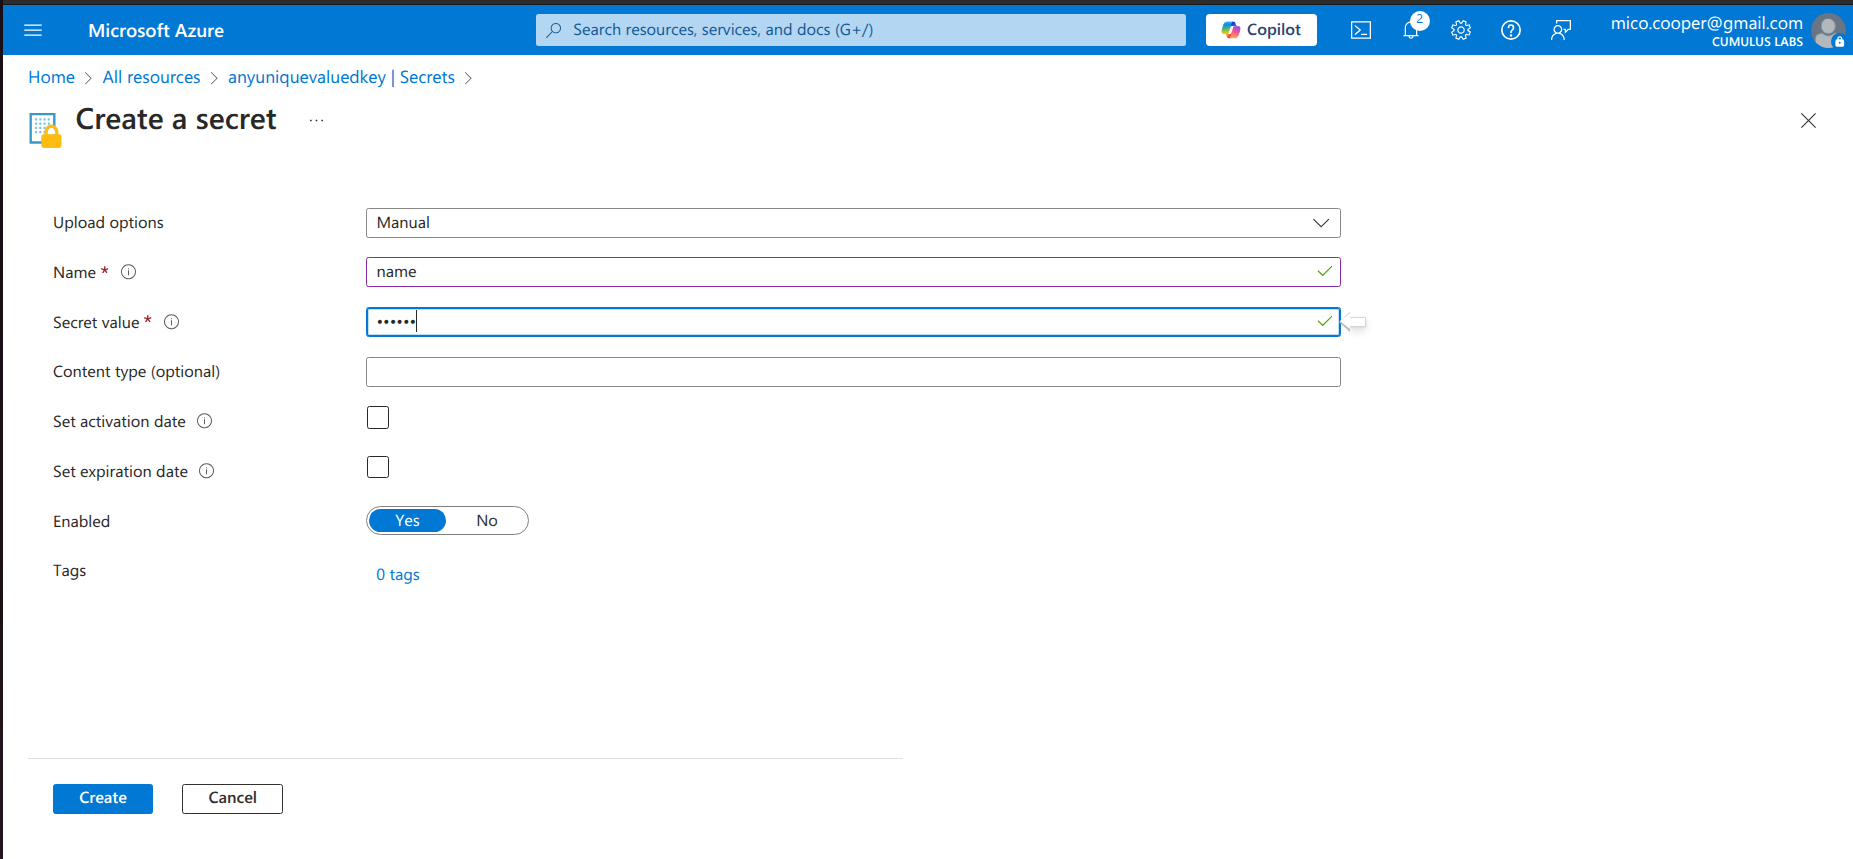 Microsoft Azure
Search resources, services, and docs (G+/)
Copilot
2
mico.cooper@gmail.com
CUMULUS LABS
Home > All resources > anyuniquevaluedkey | Secrets >
Create a secret ...
Upload options
Manual
Name *
name
Secret value *
••••••
Content type (optional)
Set activation date
Set expiration date
Enabled
Yes No
Tags
0 tags
Create
Cancel